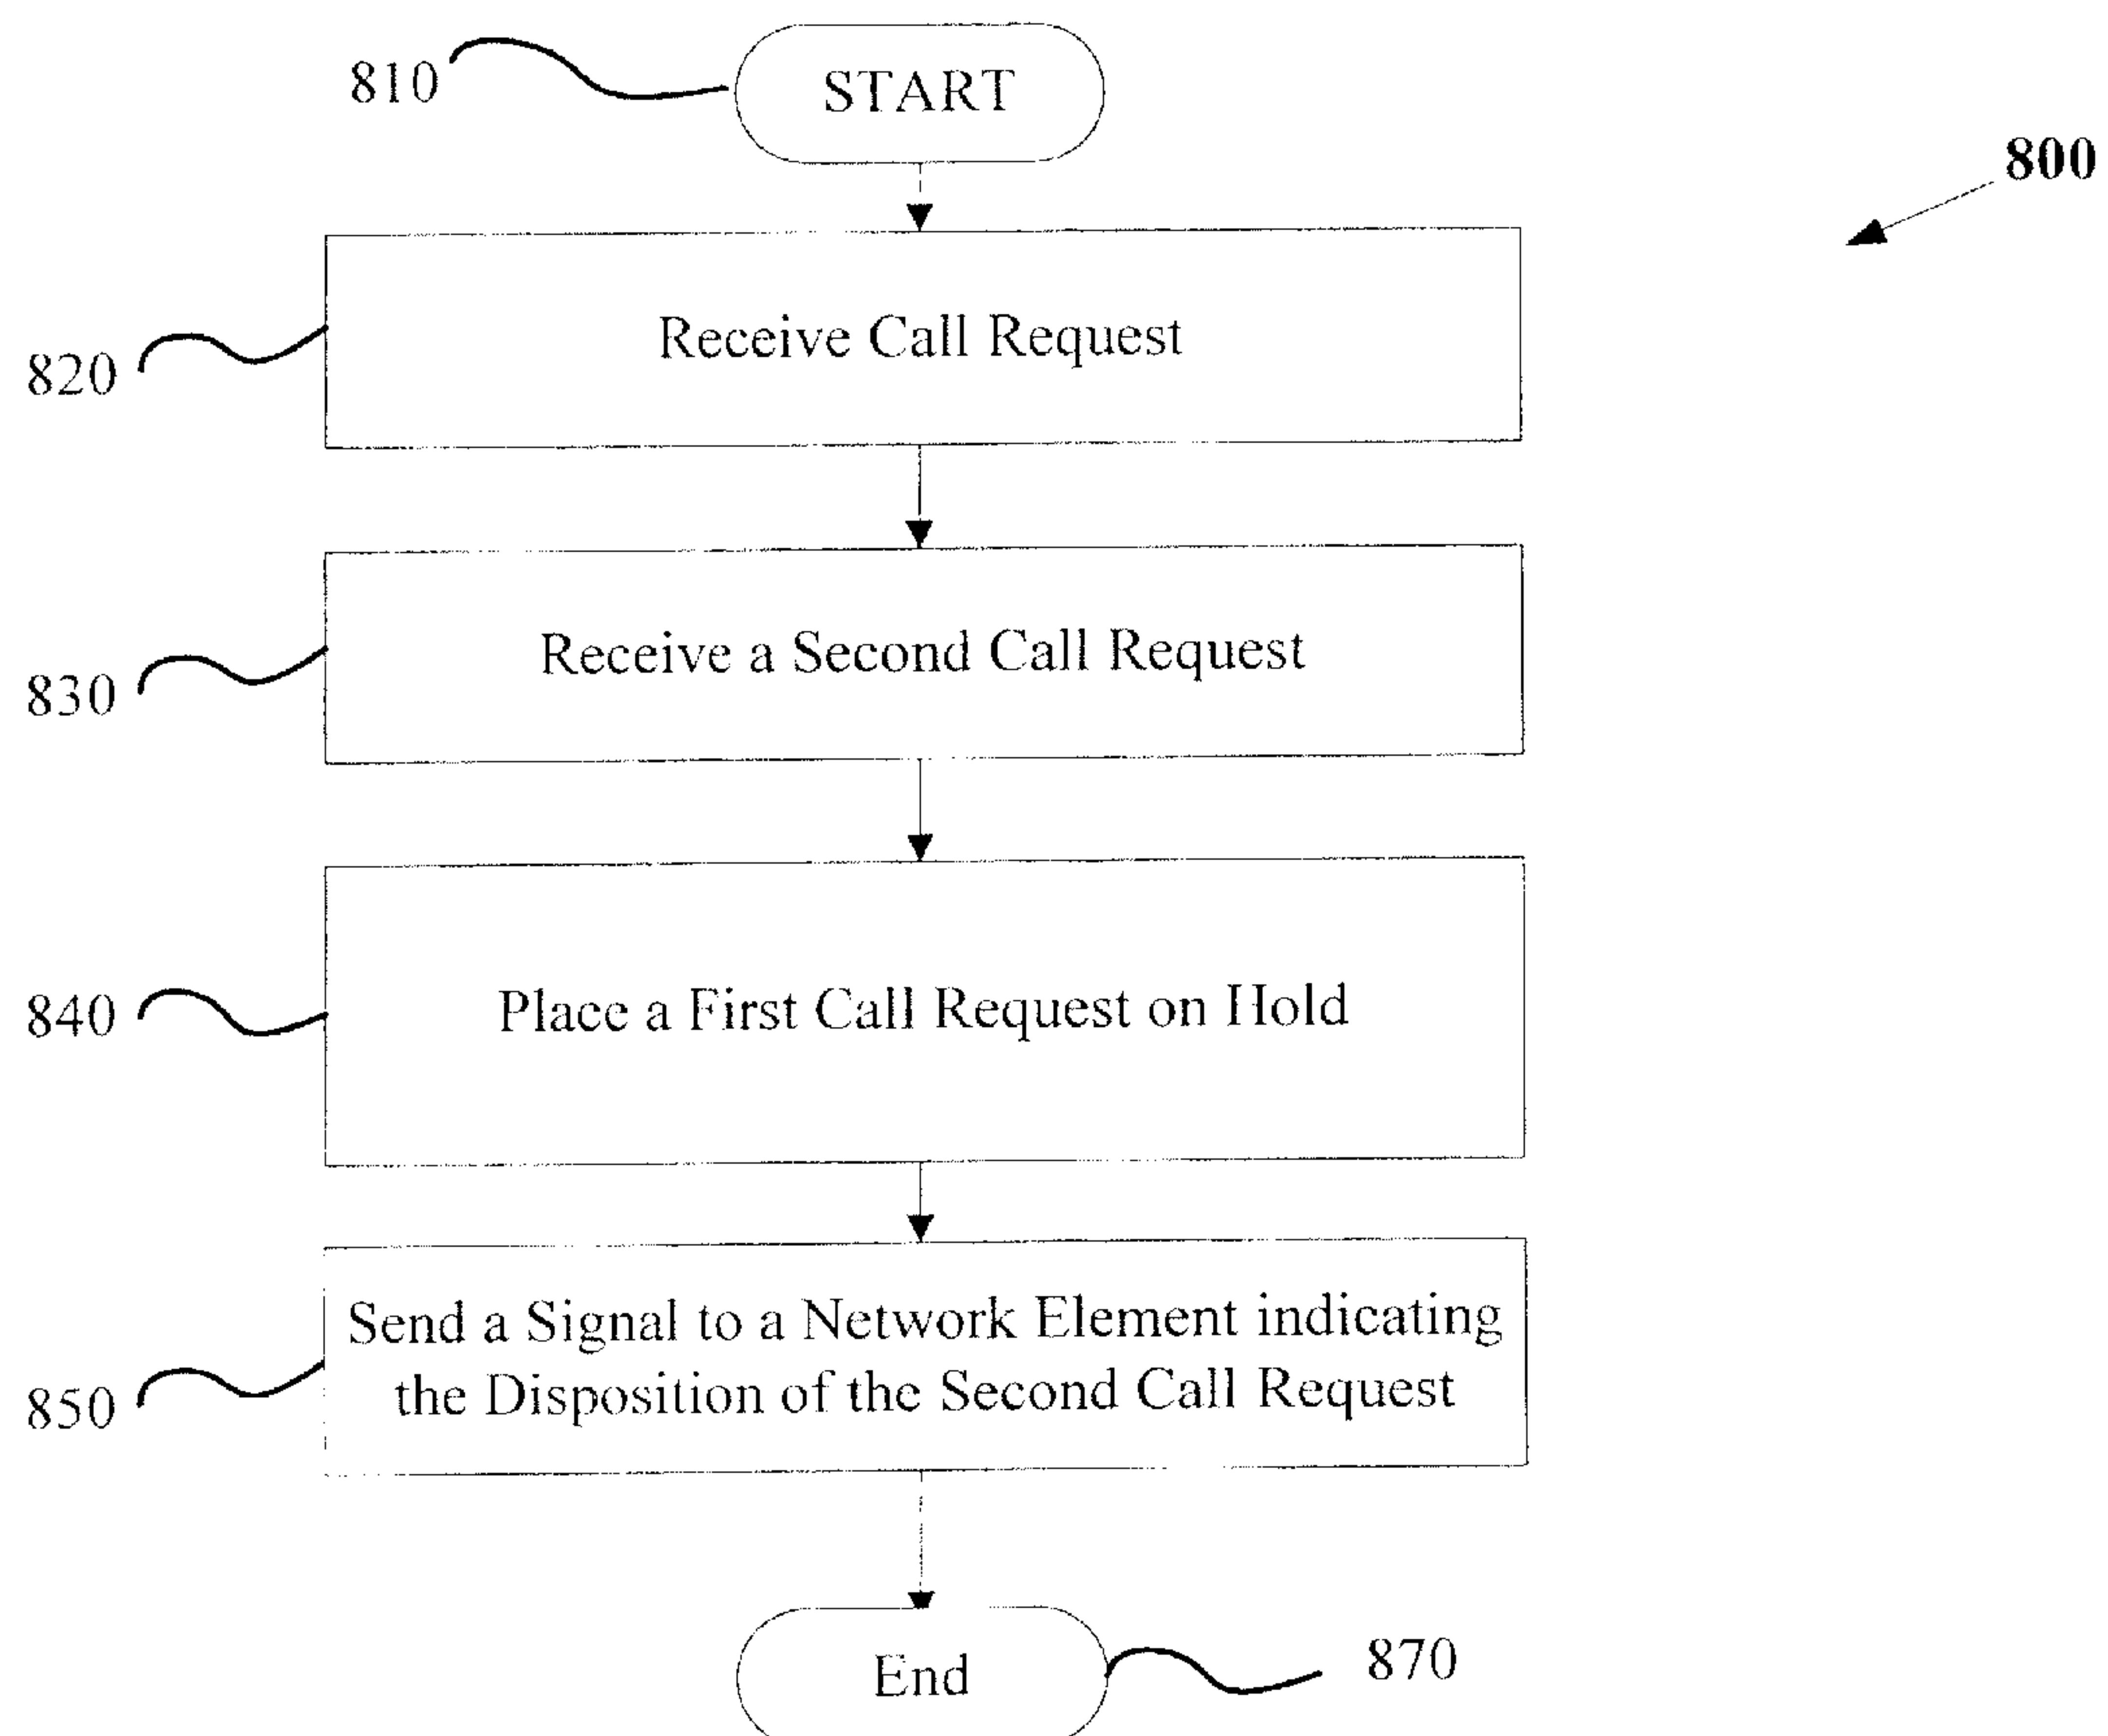 810
START
800
Receive Call Request
820
Receive a Second Call Request
830
Place a First Call Request on Hold
840
Send a Signal to a Network Element indicating
the Disposition of the Second Call Request
850
End
870